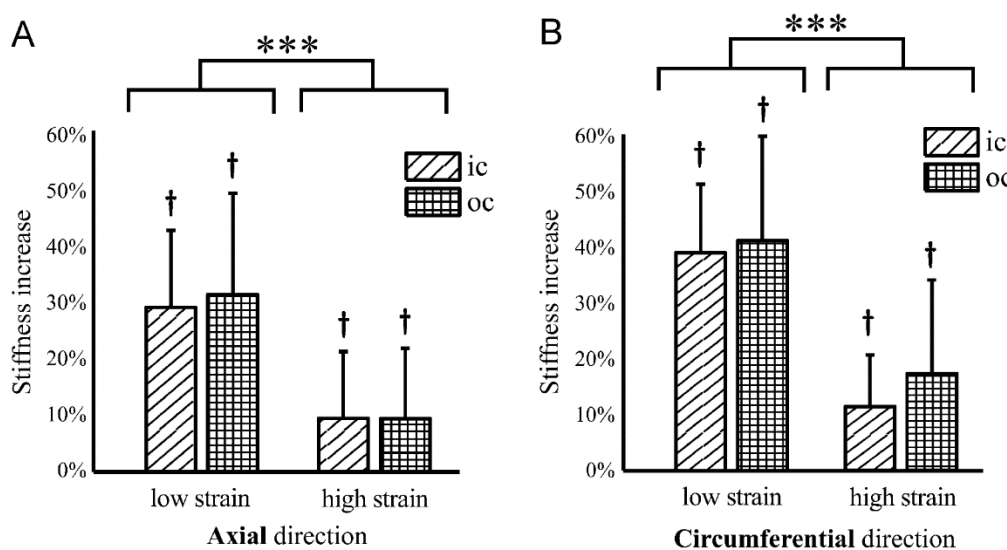 A
***
60%
50%
40%
30%
20%
10%
0%
Stiffness increase
†
†
†
†
ic
oc
low strain
high strain
Axial direction
B
***
60%
50%
40%
30%
20%
10%
0%
Stiffness increase
†
†
†
†
ic
oc
low strain
high strain
Circumferential direction